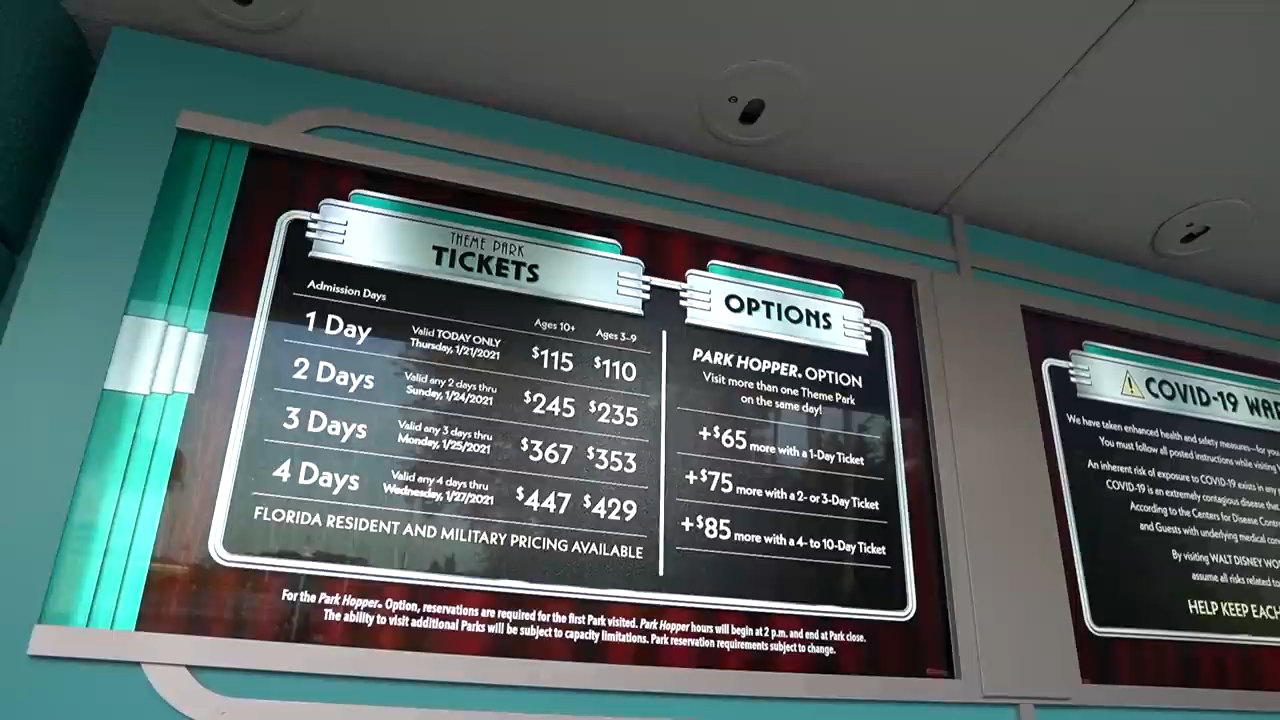 THEME PARK
TICKETS
Admission Days
Ages 10+ Ages 3-9
1 Day Valid TODAY ONLY Thursday, 1/21/2021 $115 $110
2 Days Valid any 2 days thru Sunday, 1/24/2021 $245 $235
3 Days Valid any 3 days thru Monday, 1/25/2021 $367 $353
4 Days Valid any 4 days thru Wednesday, 1/27/2021 $447 $429
FLORIDA RESIDENT AND MILITARY PRICING AVAILABLE
OPTIONS
PARK HOPPER® OPTION
Visit more than one Theme Park
on the same day!
+$65 more with a 1-Day Ticket
+$75 more with a 2- or 3-Day Ticket
+$85 more with a 4- to 10-Day Ticket
For the Park Hopper® Option, reservations are required for the first Park visited. Park Hopper hours will begin at 2 p.m. and end at Park close.
The ability to visit additional Parks will be subject to capacity limitations. Park reservation requirements subject to change.
COVID-19 WAR
We have taken enhanced health and safety measures—for you
You must follow all posted instructions while visiting
An inherent risk of exposure to COVID-19 exists in any
COVID-19 is an extremely contagious disease
According to the Centers for Disease Contro
and Guests with underlying medical con
By visiting WALT DISNEY WO
assume all risks related to
HELP KEEP EACH